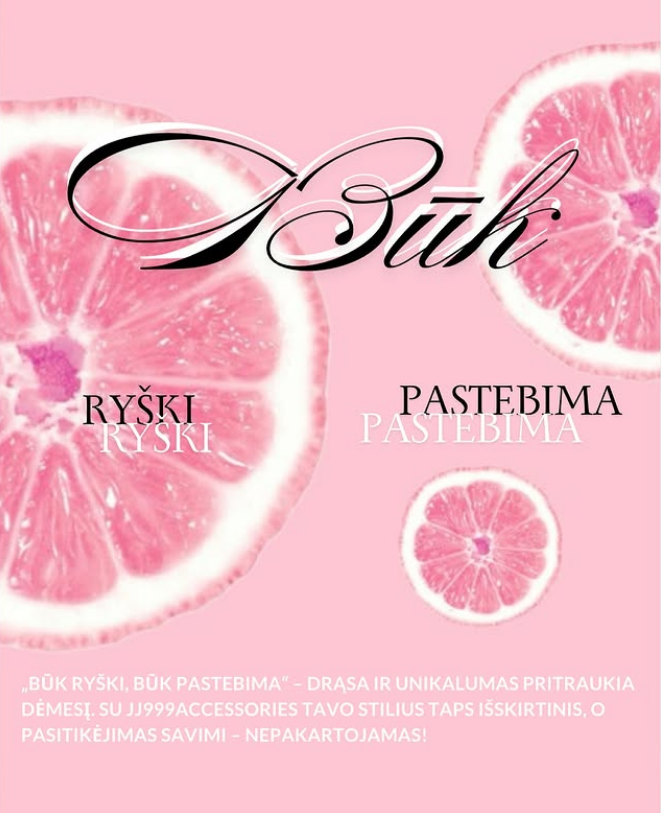 Būk
RYŠKI
RYŠKI
PASTEBIMA
PASTEBIMA
„BŪK RYŠKI, BŪK PASTEBIMA“ – DRĄSA IR UNIKALUMAS PRITRAUKIA
DĖMESĮ. SU JJ999ACCESSORIES TAVO STILIUS TAPS IŠSKIRTINIS, O
PASITIKĖJIMAS SAVIMI – NEPAKARTOJAMAS!